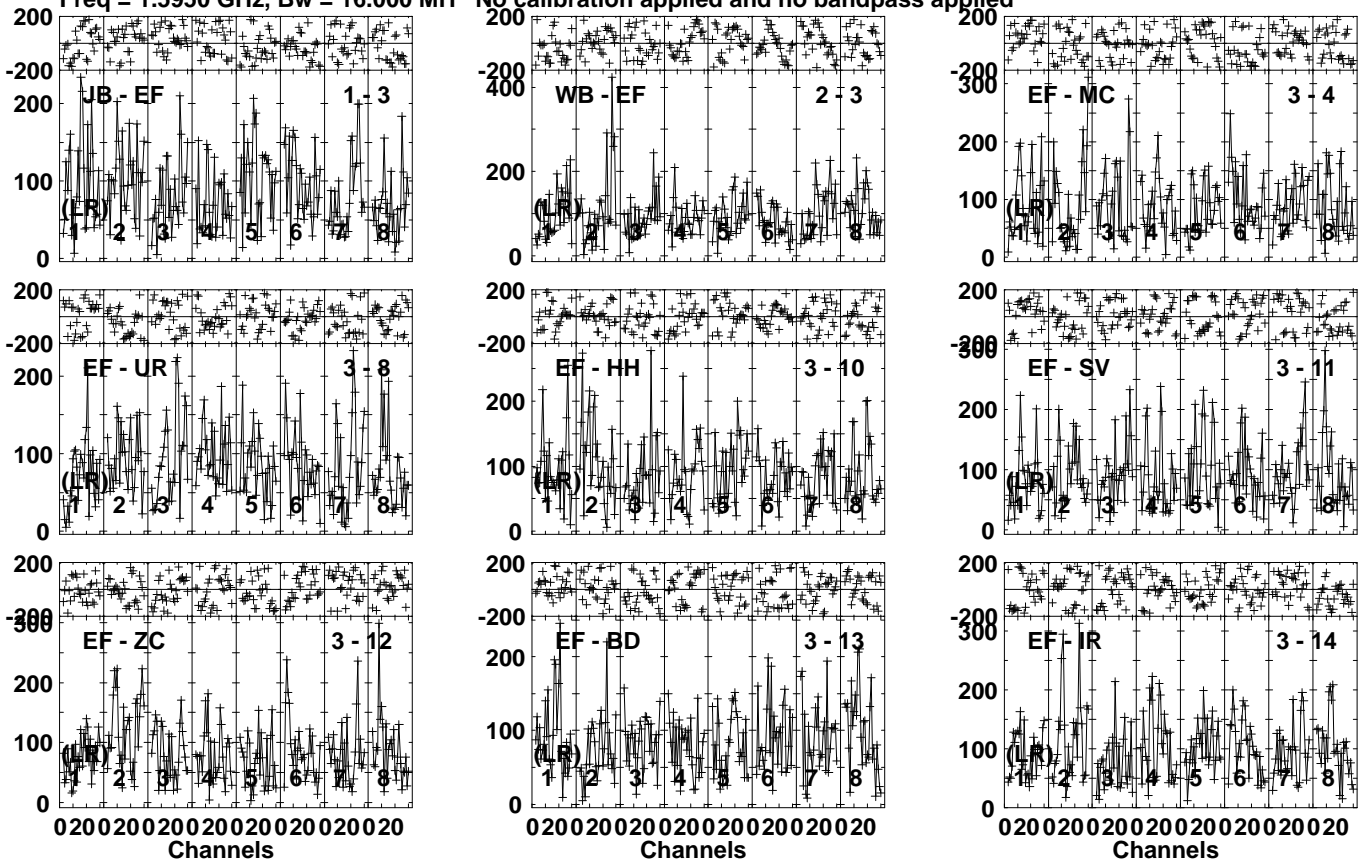 Freq = 1.5950 GHz, Bw = 16.000 MH No calibration applied and no bandpass applied
200 200 200
-200 -200 -200
JB - EF 1 - 3 WB - EF 2 - 3 EF - MC 3 - 4
200 400 300
100 200 200
0 0 100
0
(LR) (LR) (LR)
1 2 3 4 5 6 7 8 1 2 3 4 5 6 7 8 1 2 3 4 5 6 7 8
200 200 200
-200 -200 -200
300
EF - UR 3 - 8 EF - HH 3 - 10 EF - SV 3 - 11
200 200 200
100 100 100
0 0 0
(LR) (LR) (LR)
1 2 3 4 5 6 7 8 1 2 3 4 5 6 7 8 1 2 3 4 5 6 7 8
200 200 200
-200 -200 -200
300
EF - ZC 3 - 12 EF - BD 3 - 13 EF - IR 3 - 14
200 200 300
100 100 200
0 0 100
0
(LR) (LR) (LR)
1 2 3 4 5 6 7 8 1 2 3 4 5 6 7 8 1 2 3 4 5 6 7 8
0 20 0 20 0 20 0 20 0 20 0 20 0 20 0 20 0 20 0 20 0 20 0 20 0 20 0 20 0 20 0 20 0 20 0 20 0 20 0 20 0 20 0 20 0 20 0 20
Channels Channels Channels